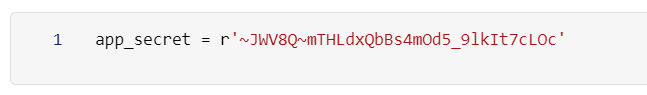 1 app_secret = r'~JWV8Q~mTHLdxQbBs4mOd5_9lkIt7cLOc'